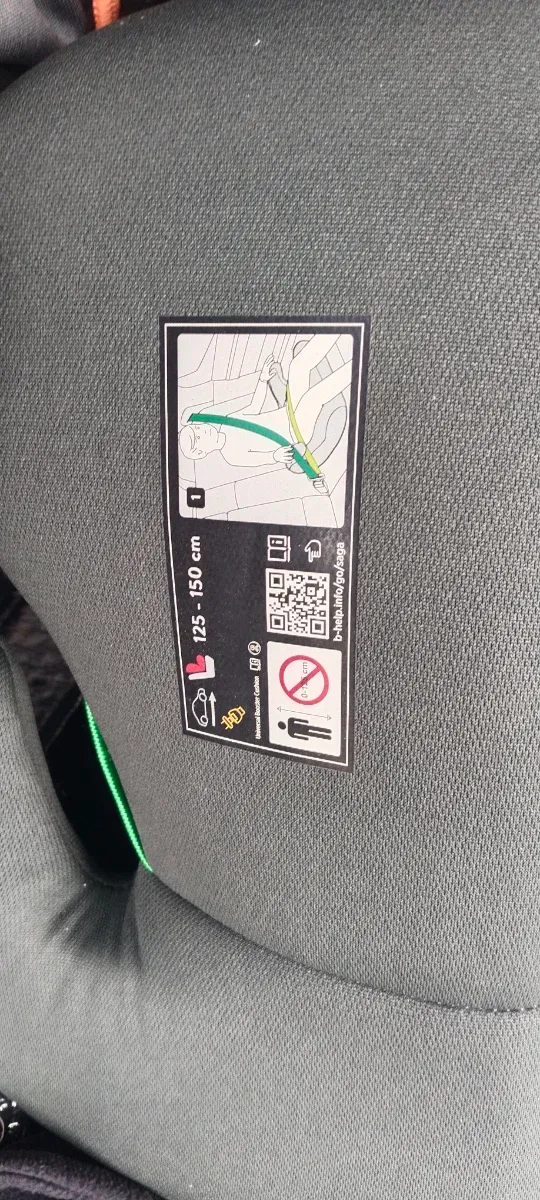 125 - 150 cm
Universal Booster Cushion
b-help.info/go/saga
1